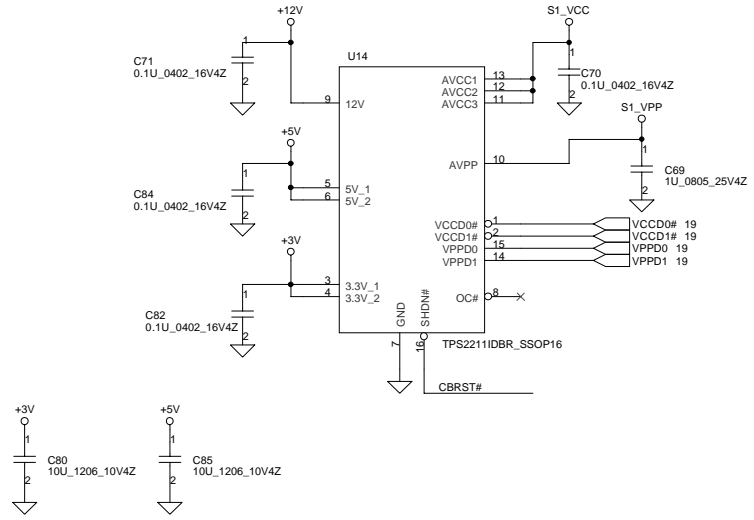 +12V
S1_VCC
1
C71
0.1U_0402_16V4Z
2
U14
1
C70
0.1U_0402_16V4Z
2
9 12V
AVCC1 13
AVCC2 12
AVCC3 11
S1_VPP
+5V
AVPP 10
1
C69
1U_0805_25V4Z
2
1
C84
0.1U_0402_16V4Z
2
5 5V_1
6 5V_2
VCCD0# 1 VCCD0# 19
VCCD1# 2 VCCD1# 19
VPPD0 15 VPPD0 19
VPPD1 14 VPPD1 19
+3V
3 3.3V_1
4 3.3V_2
OC# 8
1
C82
0.1U_0402_16V4Z
2
GND
SHDN#
7
16
TPS2211IDBR_SSOP16
CBRST#
+3V
1
C80
10U_1206_10V4Z
2
+5V
1
C85
10U_1206_10V4Z
2